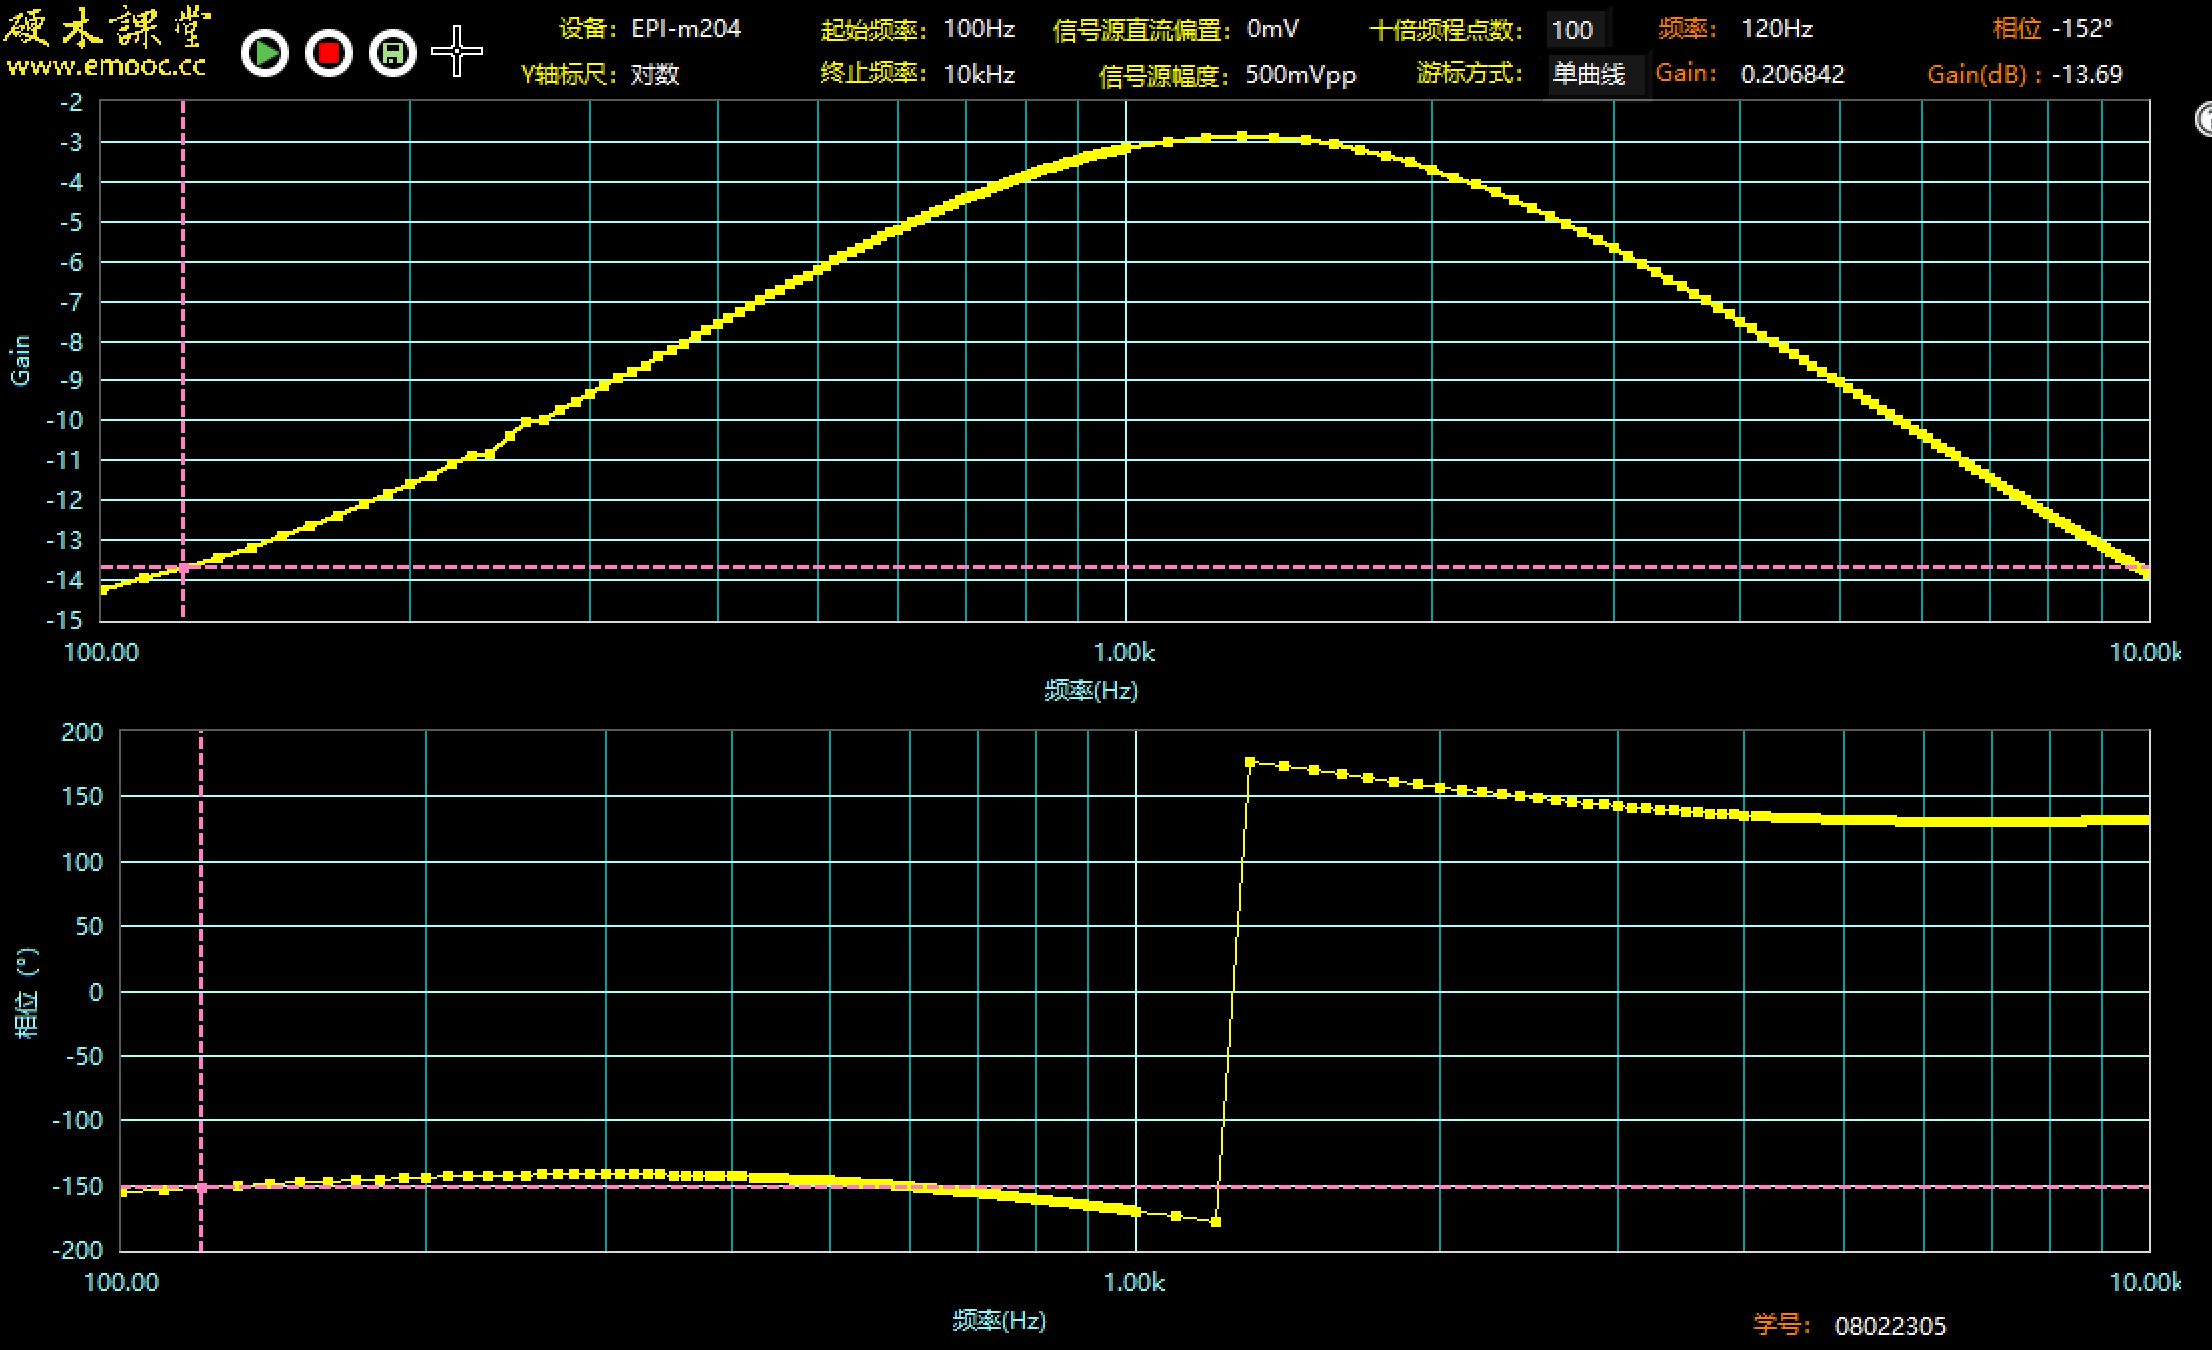 硬木課堂
www.emooc.cc
设备： EPI-m204 起始频率： 100Hz 信号源直流偏置： 0mV 十倍频程点数： 100 频率： 120Hz 相位 -152°
Y轴标尺： 对数 终止频率： 10kHz 信号源幅度： 500mVpp 游标方式： 单曲线 Gain： 0.206842 Gain(dB)： -13.69
-2
-3
-4
-5
-6
-7
-8
Gain
-9
-10
-11
-12
-13
-14
-15
100.00 1.00k 10.00k
频率(Hz)
200
150
100
50
0
相位 (°)
-50
-100
-150
-200
100.00 1.00k 10.00k
频率(Hz)
学号： 08022305